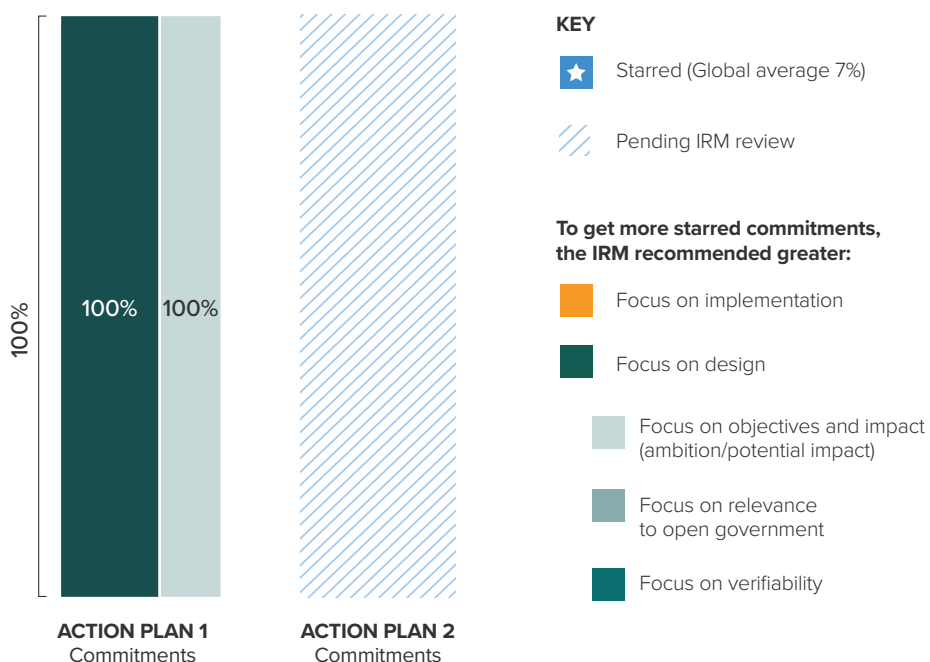 100%
100%
100%
ACTION PLAN 1
Commitments
ACTION PLAN 2
Commitments
KEY
Starred (Global average 7%)
Pending IRM review
To get more starred commitments,
the IRM recommended greater:
Focus on implementation
Focus on design
Focus on objectives and impact
(ambition/potential impact)
Focus on relevance
to open government
Focus on verifiability